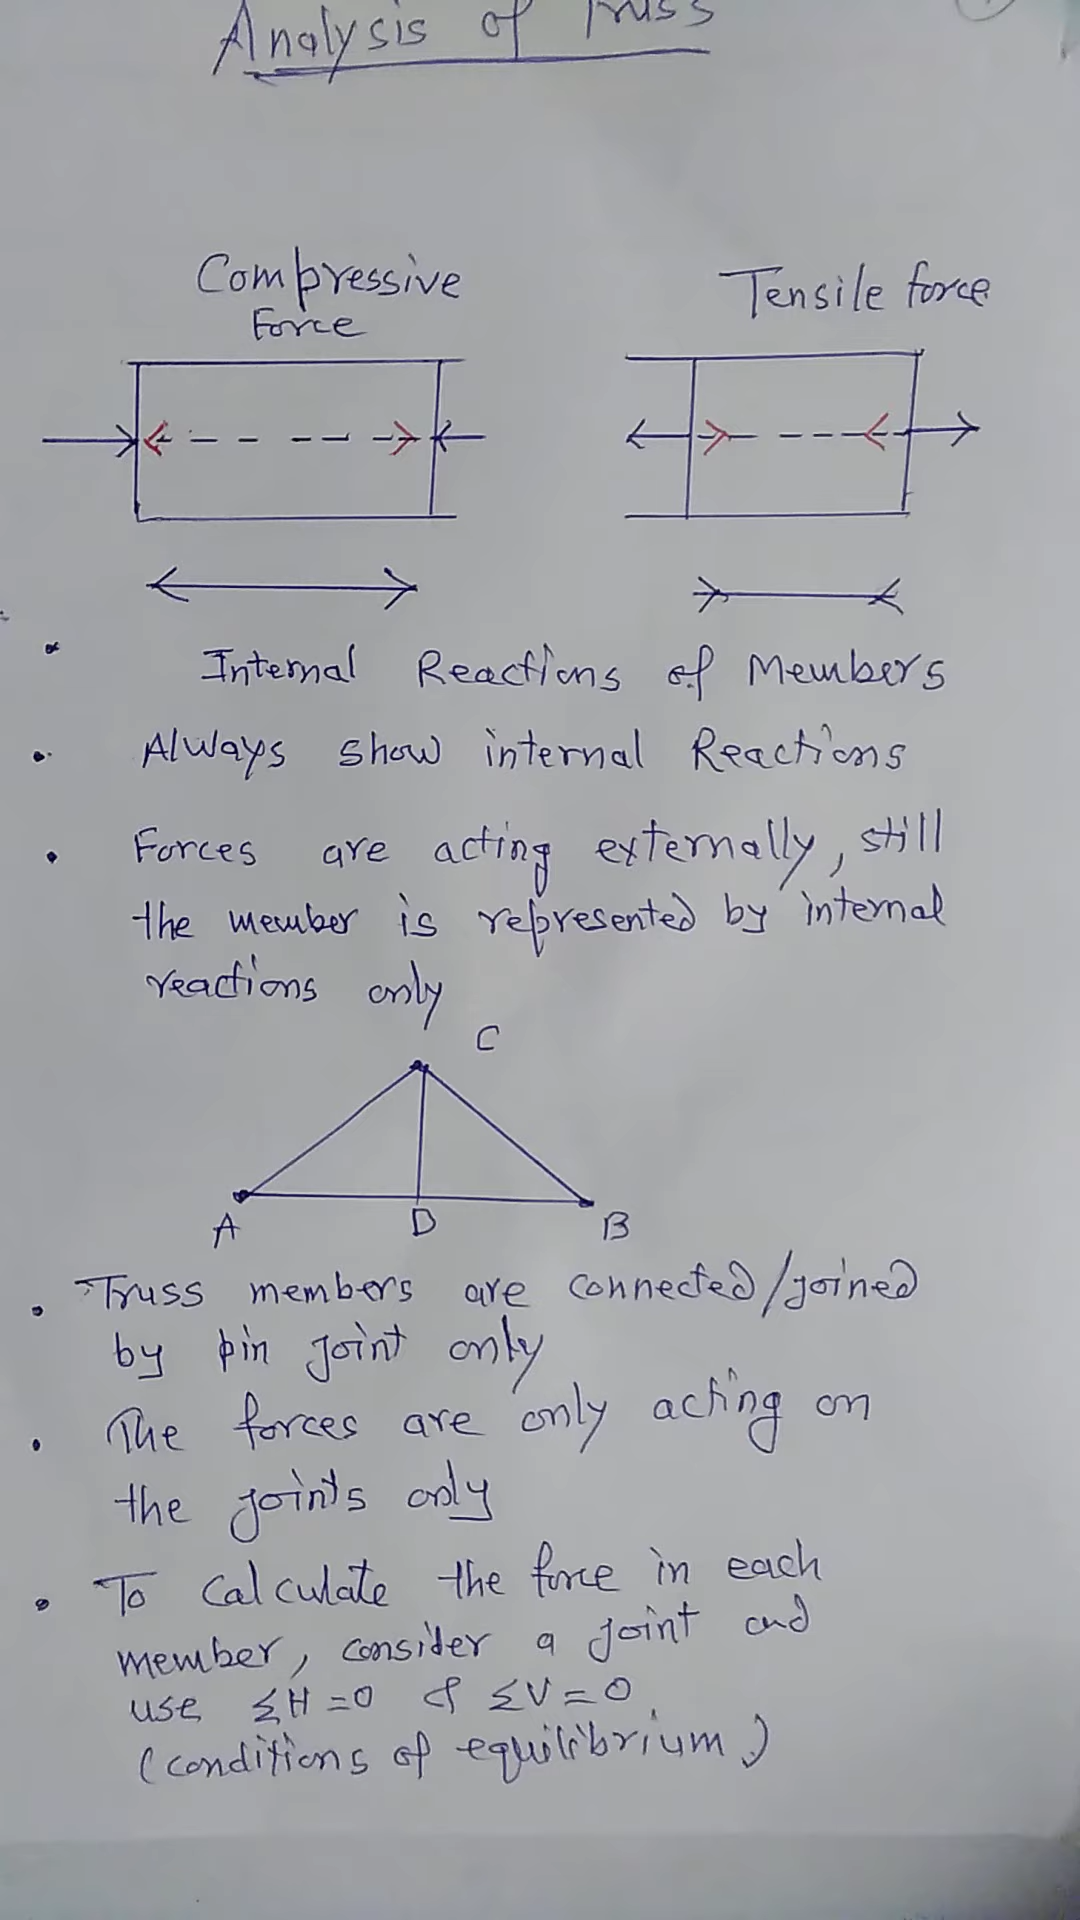 Analysis of Truss
Compressive
Force
Tensile force
Internal Reactions of Members
Always show internal Reactions
Forces are acting externally, still
the member is represented by internal
reactions only
C
A
D
B
Truss members are connected/joined
by pin joint only
The forces are only acting on
the joints only
To Calculate the force in each
member, consider a joint and
use ΣH=0 & ΣV=0
(conditions of equilibrium)